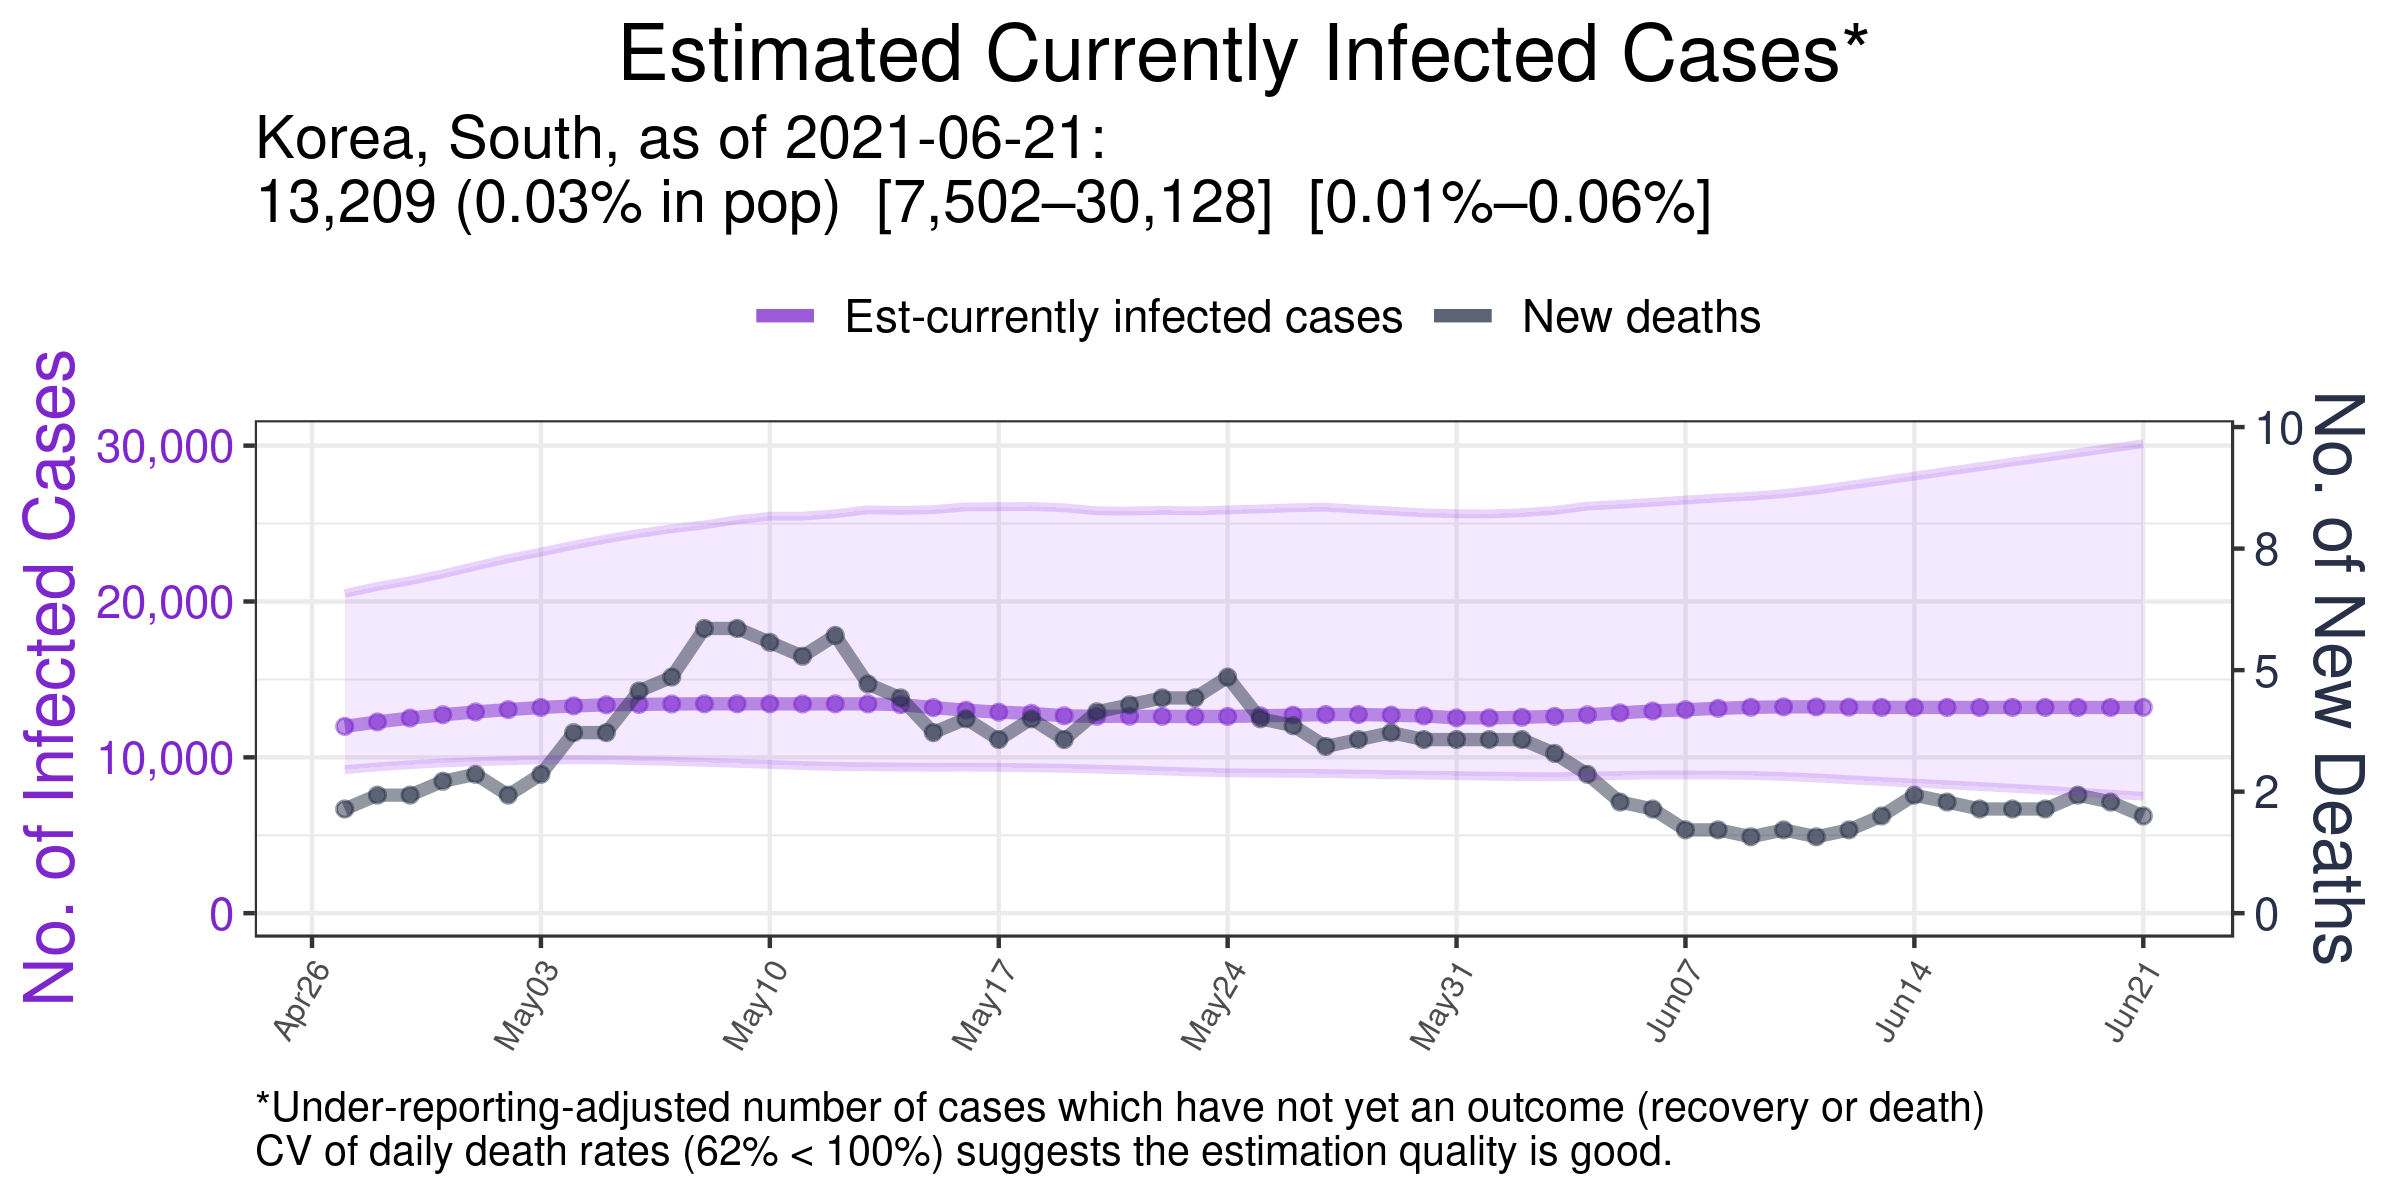 Estimated Currently Infected Cases*
Korea, South, as of 2021-06-21:
13,209 (0.03% in pop)  [7,502–30,128]  [0.01%–0.06%]
Est-currently infected cases
New deaths
No. of Infected Cases
30,000
20,000
10,000
0
10
8
5
2
0
No. of New Deaths
Apr26
May03
May10
May17
May24
May31
Jun07
Jun14
Jun21
*Under-reporting-adjusted number of cases which have not yet an outcome (recovery or death)
CV of daily death rates (62% < 100%) suggests the estimation quality is good.